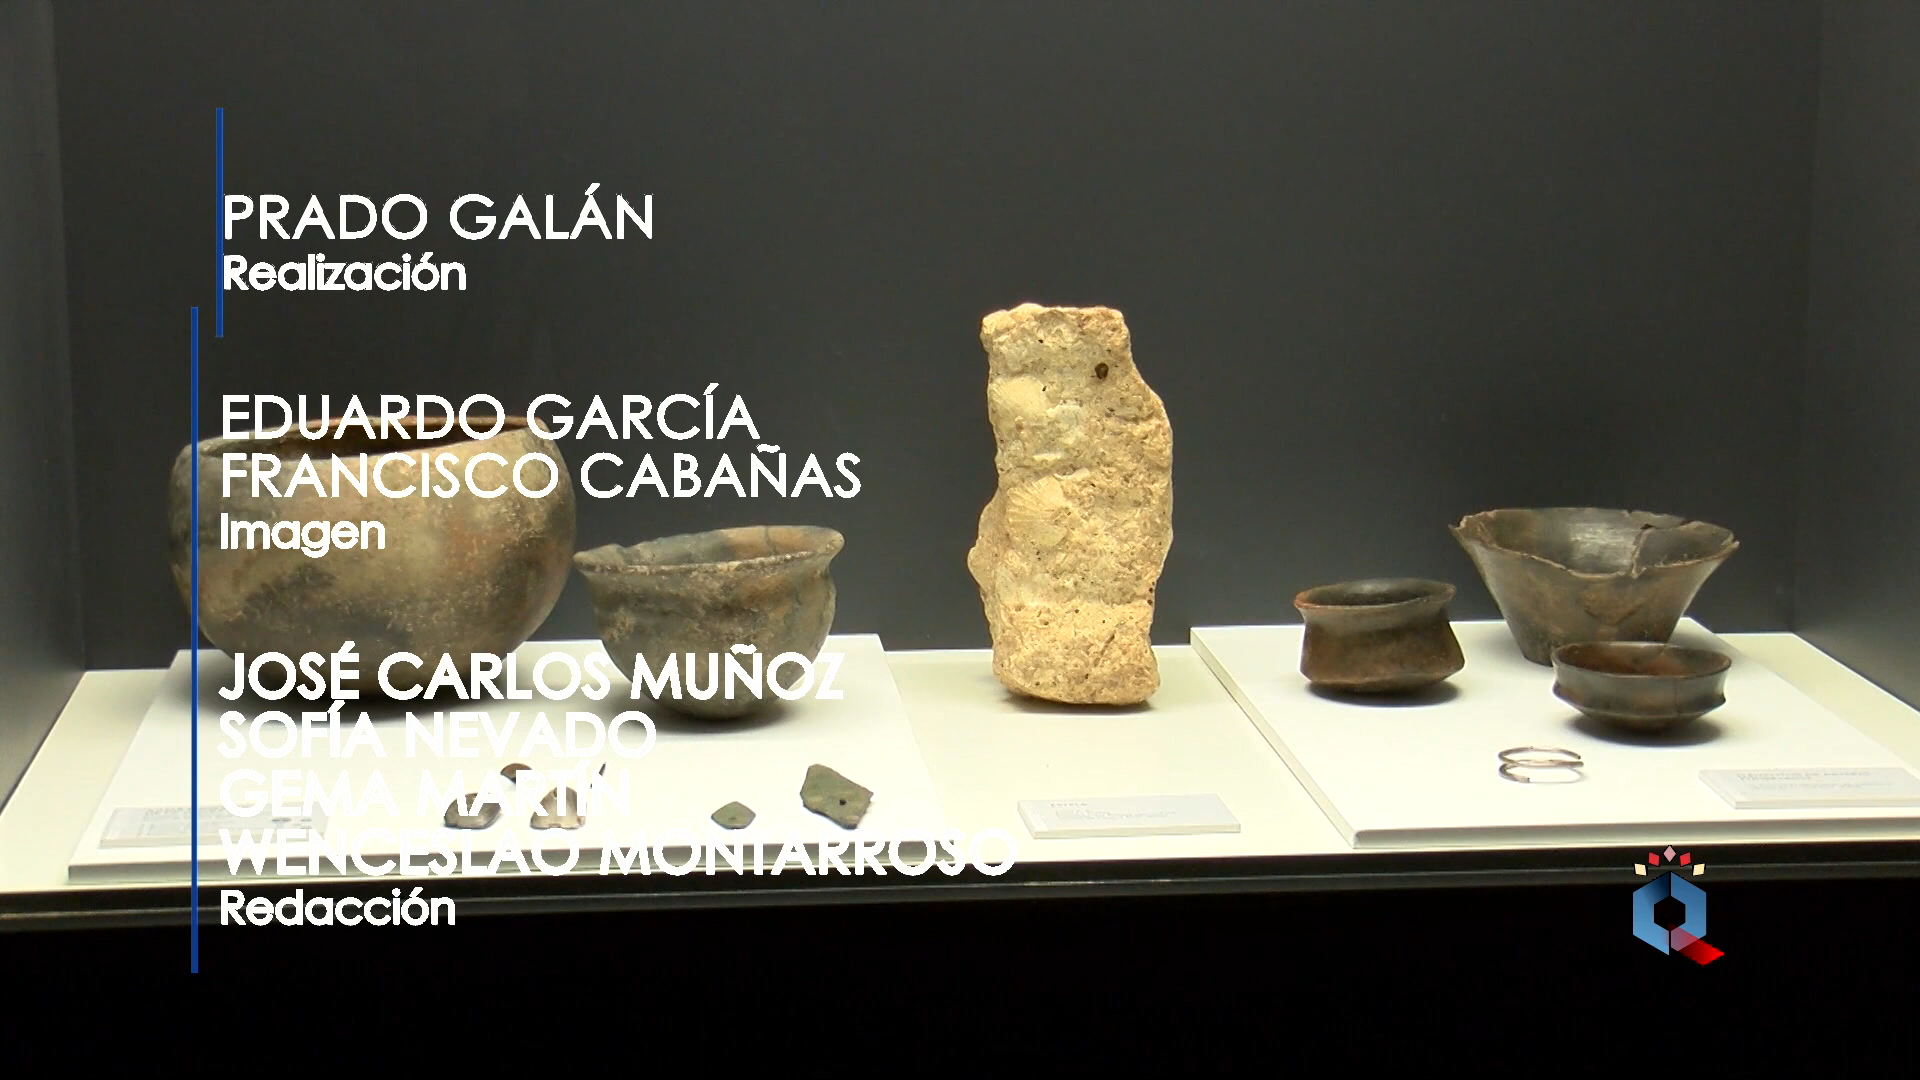 PRADO GALÁN
Realización
EDUARDO GARCÍA
FRANCISCO CABAÑAS
Imagen
JOSÉ CARLOS MUÑOZ
SOFÍA NEVADO
GEMA MARTÍN
WENCESLAO MONTARROSO
Redacción